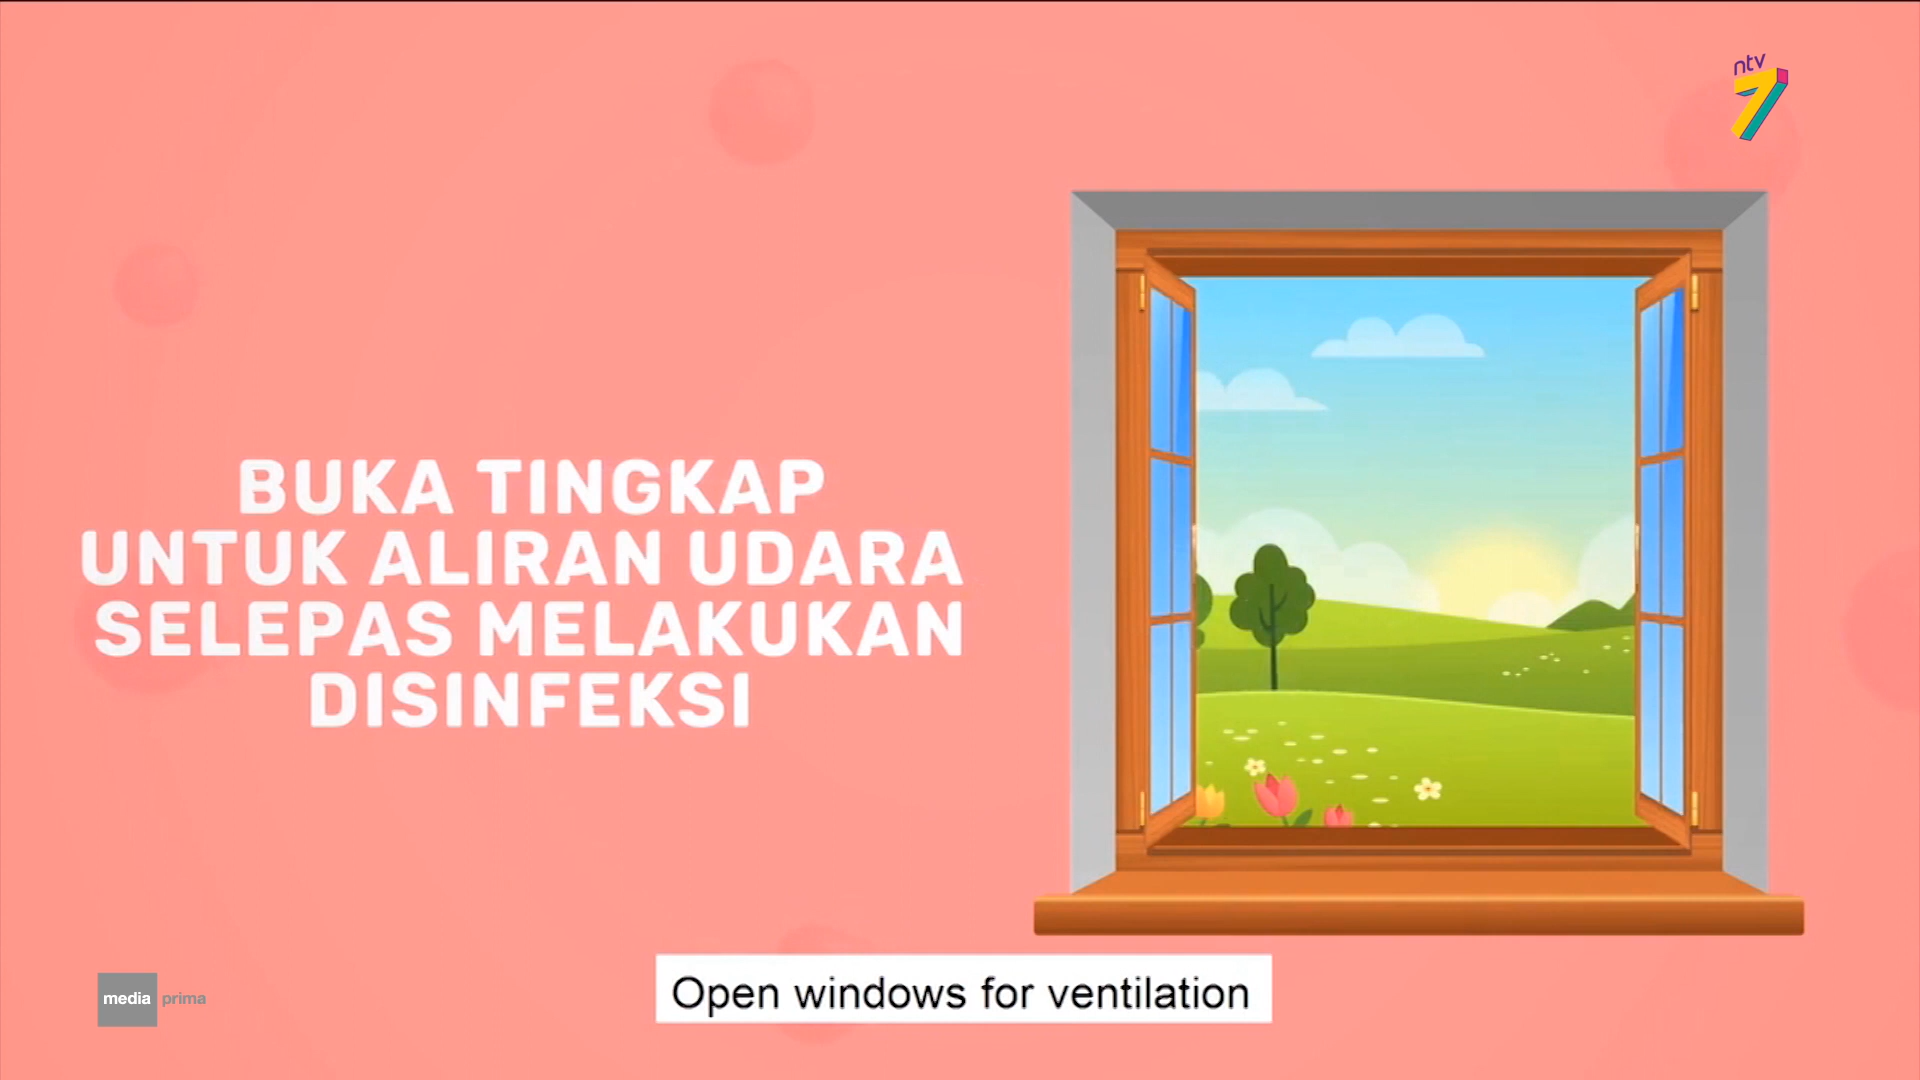 ntv
7
BUKA TINGKAP
UNTUK ALIRAN UDARA
SELEPAS MELAKUKAN
DISINFEKSI
Open windows for ventilation
media prima